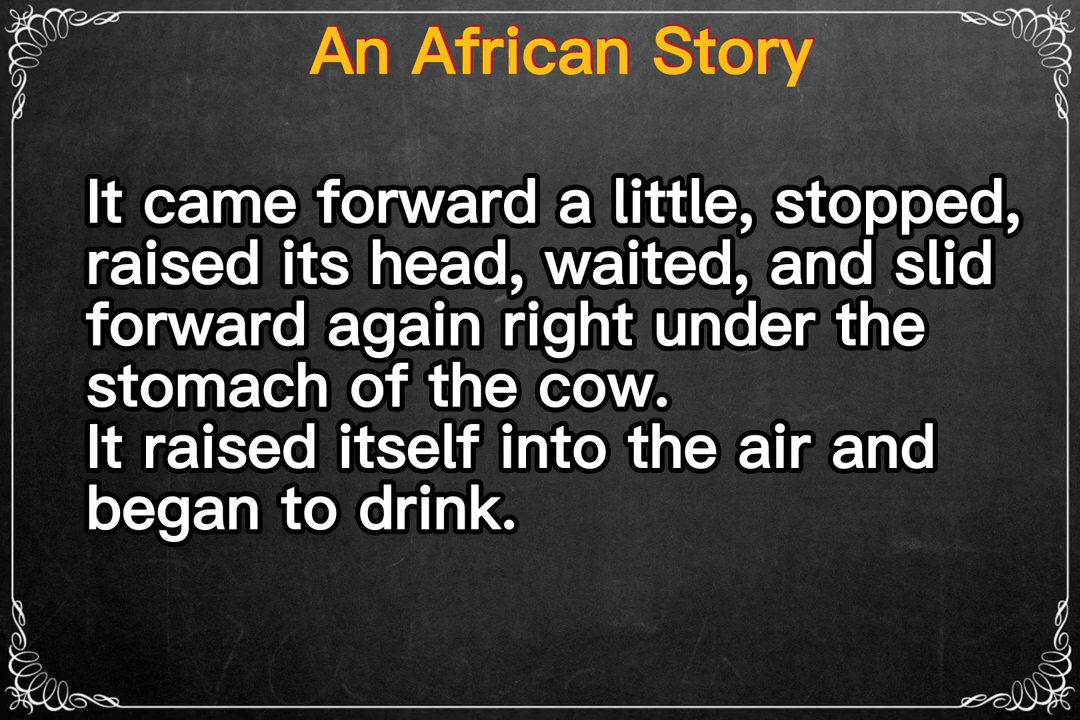 An African Story
It came forward a little, stopped,
raised its head, waited, and slid
forward again right under the
stomach of the cow.
It raised itself into the air and
began to drink.